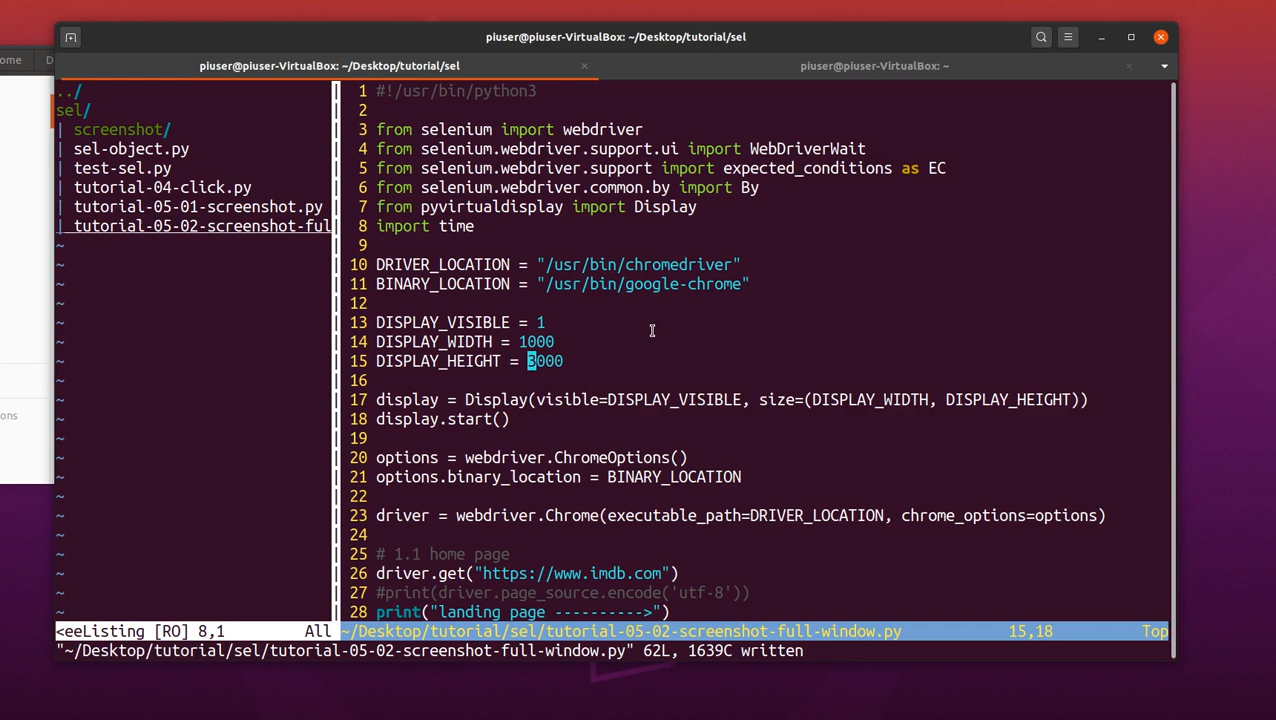 piuser@piuser-VirtualBox: ~/Desktop/tutorial/sel
ome
D
piuser@piuser-VirtualBox: ~/Desktop/tutorial/sel
piuser@piuser-VirtualBox: ~
../
sel/
| screenshot/
| sel-object.py
| test-sel.py
| tutorial-04-click.py
| tutorial-05-01-screenshot.py
| tutorial-05-02-screenshot-ful
1 #!/usr/bin/python3
2
3 from selenium import webdriver
4 from selenium.webdriver.support.ui import WebDriverWait
5 from selenium.webdriver.support import expected_conditions as EC
6 from selenium.webdriver.common.by import By
7 from pyvirtualdisplay import Display
8 import time
9
10 DRIVER_LOCATION = "/usr/bin/chromedriver"
11 BINARY_LOCATION = "/usr/bin/google-chrome"
12
13 DISPLAY_VISIBLE = 1
14 DISPLAY_WIDTH = 1000
15 DISPLAY_HEIGHT = 3000
16
17 display = Display(visible=DISPLAY_VISIBLE, size=(DISPLAY_WIDTH, DISPLAY_HEIGHT))
18 display.start()
19
20 options = webdriver.ChromeOptions()
21 options.binary_location = BINARY_LOCATION
22
23 driver = webdriver.Chrome(executable_path=DRIVER_LOCATION, chrome_options=options)
24
25 # 1.1 home page
26 driver.get("https://www.imdb.com")
27 #print(driver.page_source.encode('utf-8'))
28 print("landing page ---------->")
ons
<eeListing [RO] 8,1 All ~/Desktop/tutorial/sel/tutorial-05-02-screenshot-full-window.py 15,18 Top
"~/Desktop/tutorial/sel/tutorial-05-02-screenshot-full-window.py" 62L, 1639C written